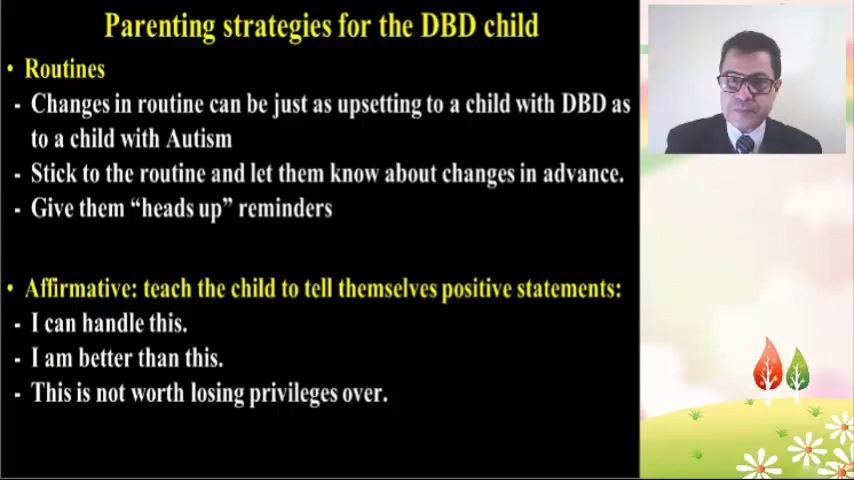 Parenting strategies for the DBD child
• Routines
- Changes in routine can be just as upsetting to a child with DBD as
to a child with Autism
- Stick to the routine and let them know about changes in advance.
- Give them “heads up” reminders
• Affirmative: teach the child to tell themselves positive statements:
- I can handle this.
- I am better than this.
- This is not worth losing privileges over.